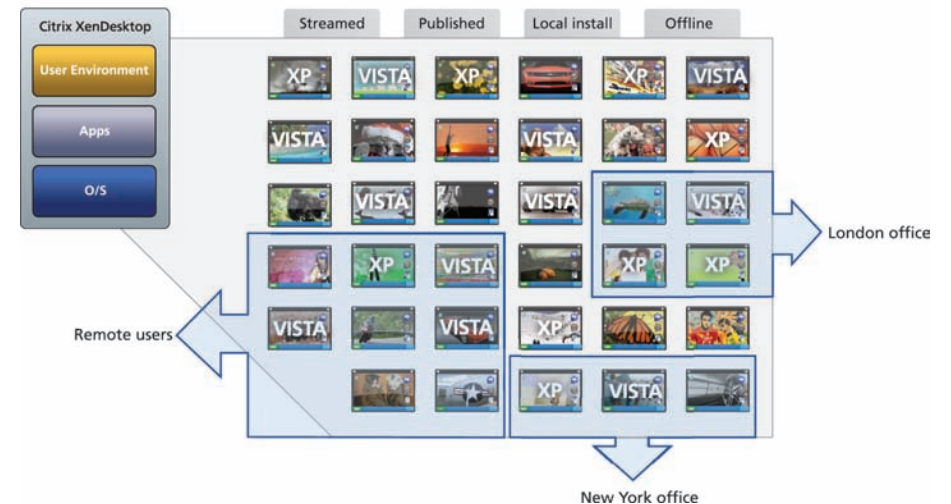 Citrix XenDesktop
User Environment
Apps
O/S
Streamed Published Local install Offline
XP VISTA XP XP VISTA
VISTA VISTA XP
VISTA VISTA VISTA
XP VISTA XP XP
VISTA VISTA XP
XP VISTA
London office
Remote users
New York office